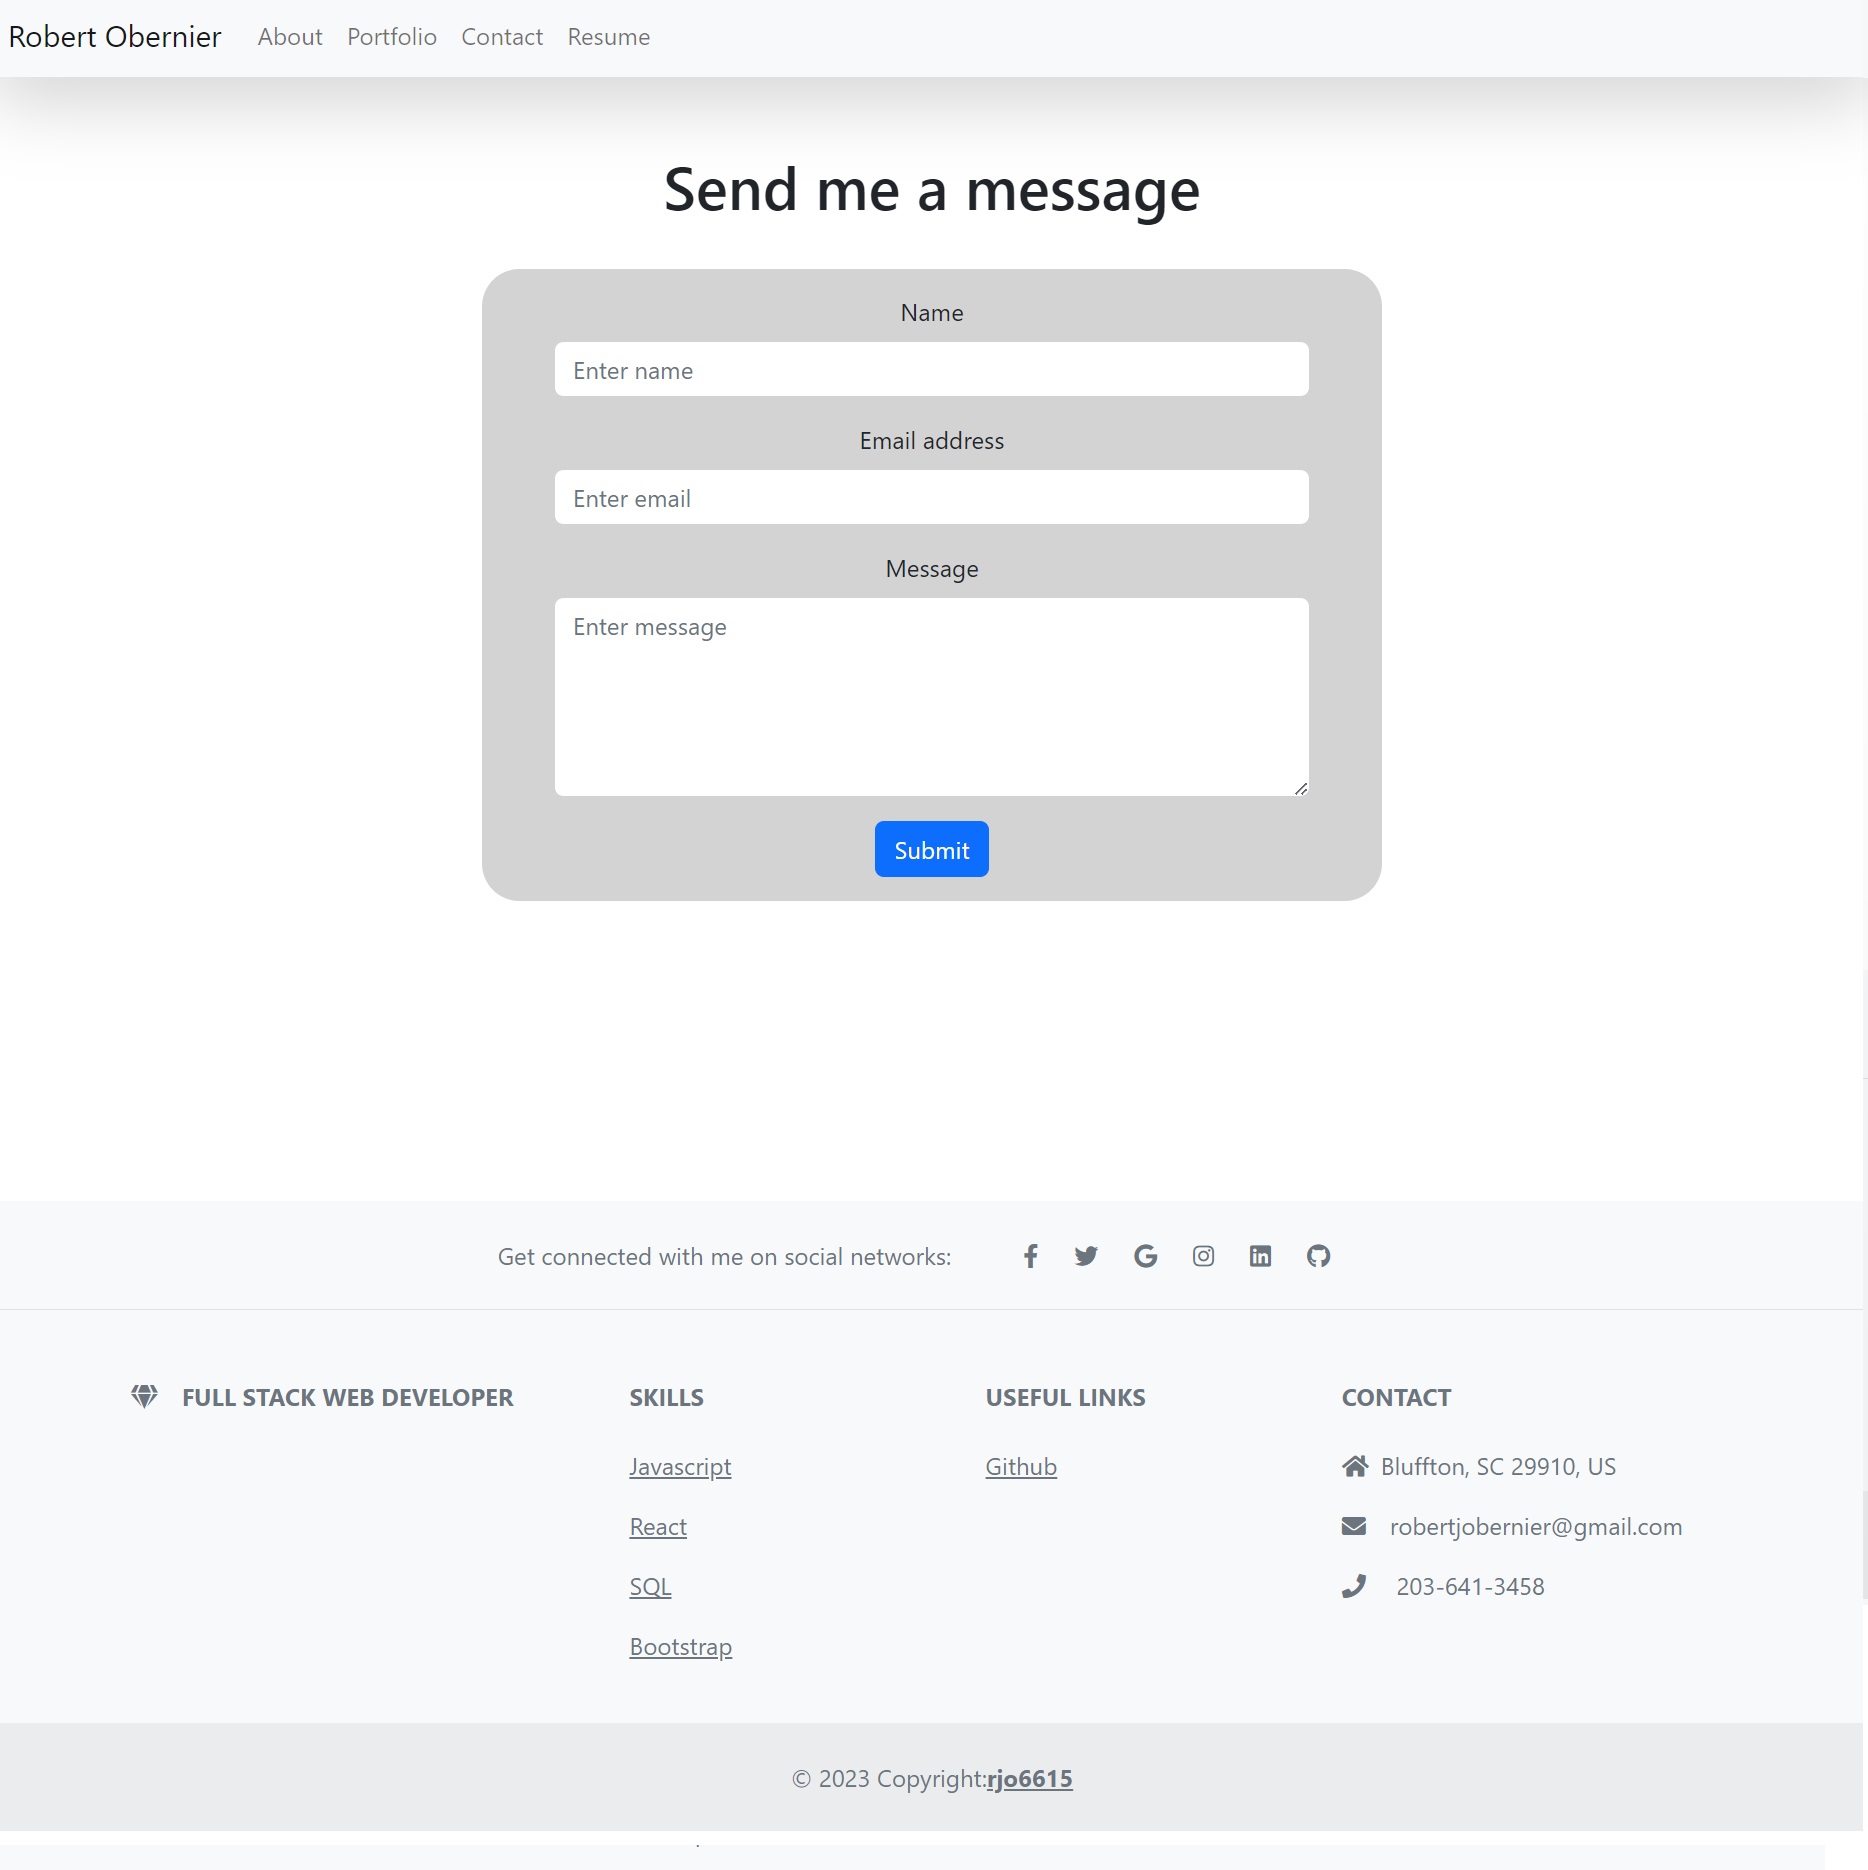 Robert Obernier About Portfolio Contact Resume
Send me a message
Name
Enter name
Email address
Enter email
Message
Enter message
Submit
Get connected with me on social networks:
FULL STACK WEB DEVELOPER
SKILLS
Javascript
React
SQL
Bootstrap
USEFUL LINKS
Github
CONTACT
Bluffton, SC 29910, US
robertjobernier@gmail.com
203-641-3458
© 2023 Copyright:rjo6615